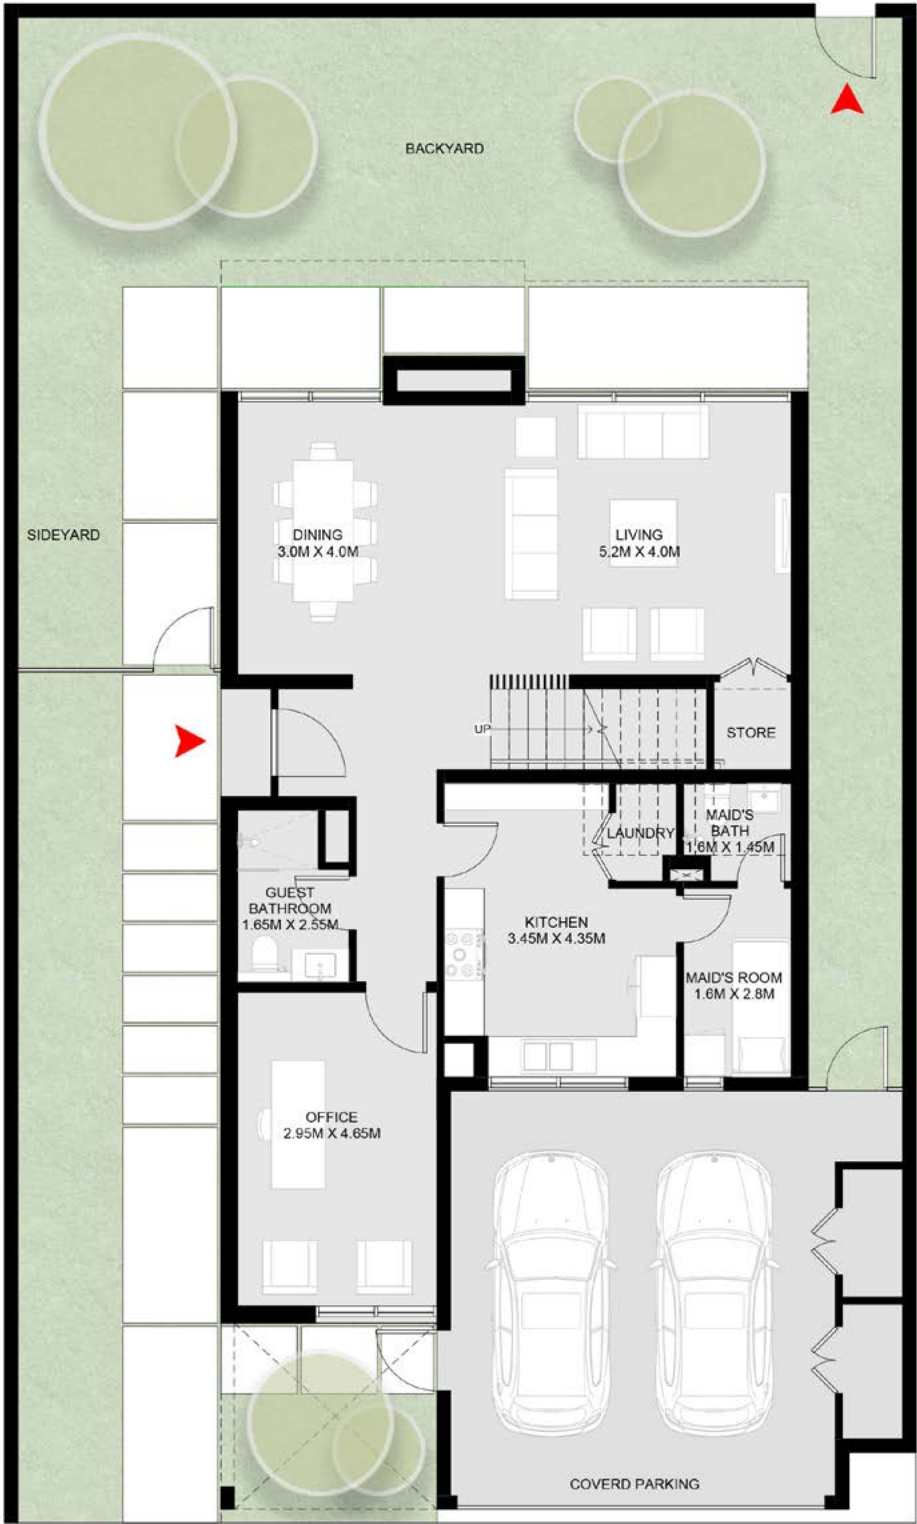 BACKYARD
SIDEYARD
DINING
3.0M X 4.0M
LIVING
5.2M X 4.0M
UP
STORE
LAUNDRY
MAID'S
BATH
1.6M X 1.45M
GUEST
BATHROOM
1.65M X 2.55M
KITCHEN
3.45M X 4.35M
MAID'S ROOM
1.6M X 2.8M
OFFICE
2.95M X 4.65M
COVERD PARKING